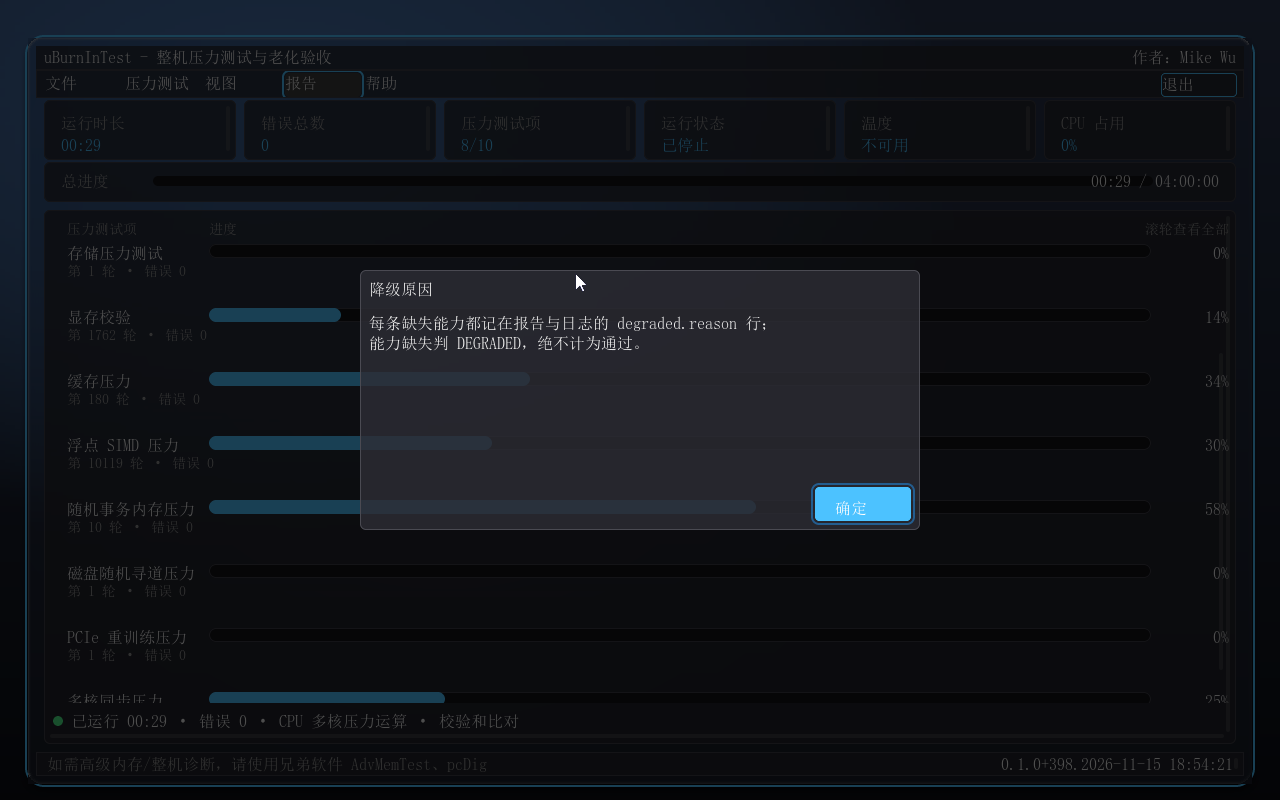 uBurnInTest - 整机压力测试与老化验收
作者: Mike Wu
文件 压力测试 视图 报告 帮助 退出
运行时长 错误总数 压力测试项 运行状态 温度 CPU 占用
00:29 0 8/10 已停止 不可用 0%
总进度 00:29 / 04:00:00
压力测试项 进度 滚轮查看全部
存储压力测试 0%
第 1 轮 • 错误 0
显存校验 14%
第 1762 轮 • 错误 0
缓存压力 34%
第 180 轮 • 错误 0
浮点 SIMD 压力 30%
第 10119 轮 • 错误 0
随机事务内存压力 58%
第 10 轮 • 错误 0
磁盘随机寻道压力 0%
第 1 轮 • 错误 0
PCIe 重训练压力 0%
第 1 轮 • 错误 0
多核同步压力 25%
降级原因
每条缺失能力都记在报告与日志的 degraded.reason 行;
能力缺失判 DEGRADED, 绝不计为通过。
确定
已运行 00:29 • 错误 0 • CPU 多核压力运算 • 校验和比对
如需高级内存/整机诊断, 请使用兄弟软件 AdvMemTest、pcDig
0.1.0+398.2026-11-15 18:54:21